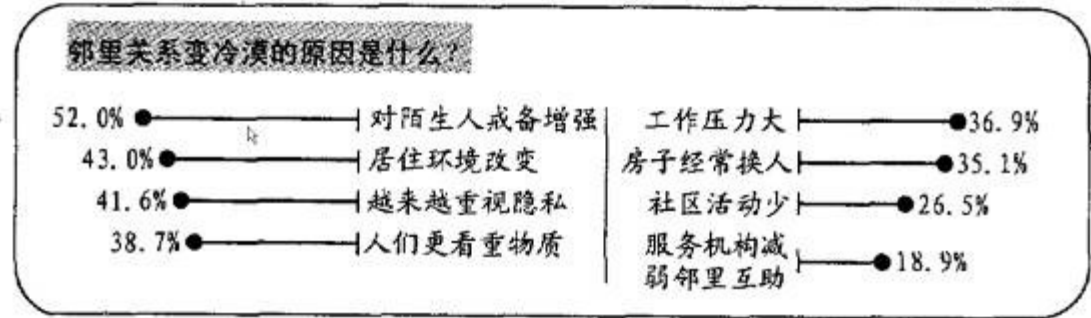 邻里关系变冷漠的原因是什么?
52.0% 对陌生人戒备增强
43.0% 居住环境改变
41.6% 越来越重视隐私
38.7% 人们更看重物质
工作压力大 36.9%
房子经常换人 35.1%
社区活动少 26.5%
服务机构减
弱邻里互助 18.9%